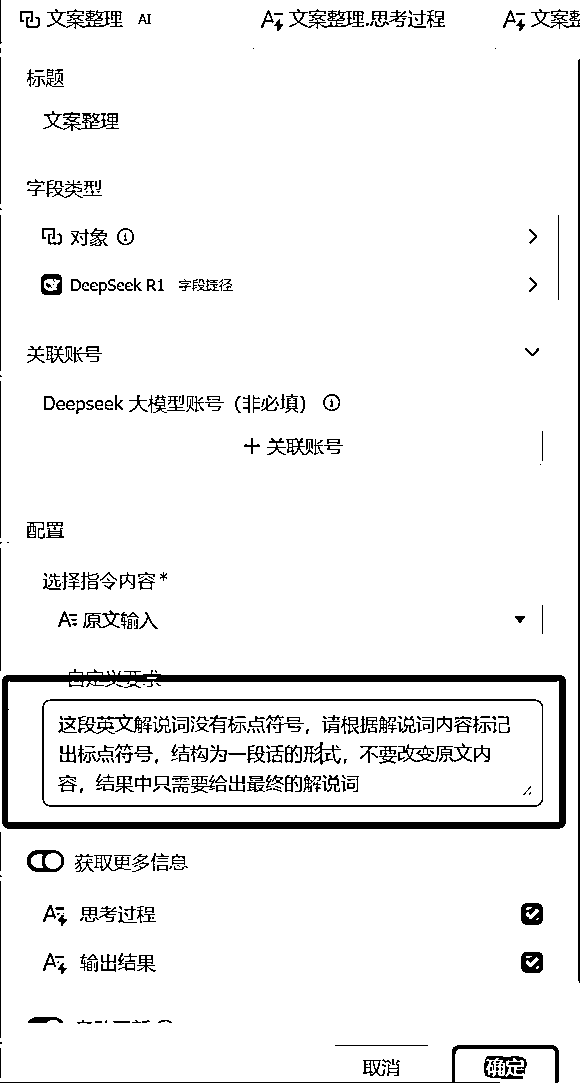 文案整理 AI 文案整理.思考过程 文案整
标题
文案整理
字段类型
对象
DeepSeek R1 字段捷径
关联账号
Deepseek 大模型账号（非必填）
+ 关联账号
配置
选择指令内容*
原文输入
自定义要求
这段英文解说词没有标点符号，请根据解说词内容标记
出标点符号，结构为一段话的形式，不要改变原文内
容，结果中只需要给出最终的解说词
获取更多信息
思考过程
输出结果
取消 确定